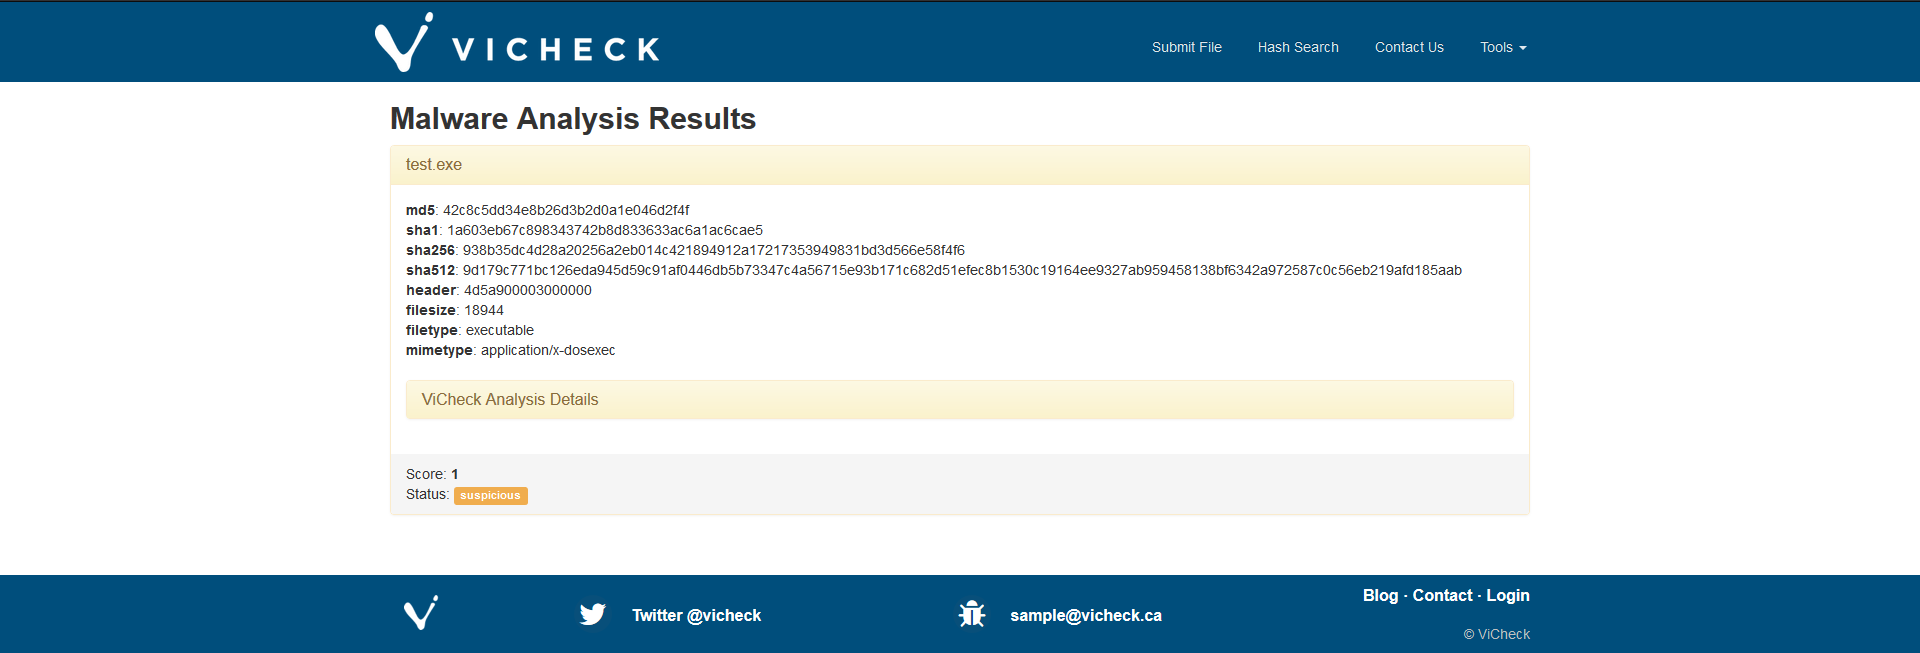 VICHECK
Submit File Hash Search Contact Us Tools
Malware Analysis Results
test.exe
md5: 42c8c5dd34e8b26d3b2d0a1e046d2f4f
sha1: 1a603eb67c898343742b8d833633ac6a1ac6cae5
sha256: 938b35dc4d28a20256a2eb014c421894912a17217353949831bd3d566e58f4f6
sha512: 9d179c771bc126eda945d59c91af0446db5b73347c4a56715e93b171c682d51efec8b1530c19164ee9327ab959458138bf6342a972587c0c56eb219afd185aab
header: 4d5a900003000000
filesize: 18944
filetype: executable
mimetype: application/x-dosexec
ViCheck Analysis Details
Score: 1
Status: suspicious
Twitter @vicheck
sample@vicheck.ca
Blog · Contact · Login
© ViCheck